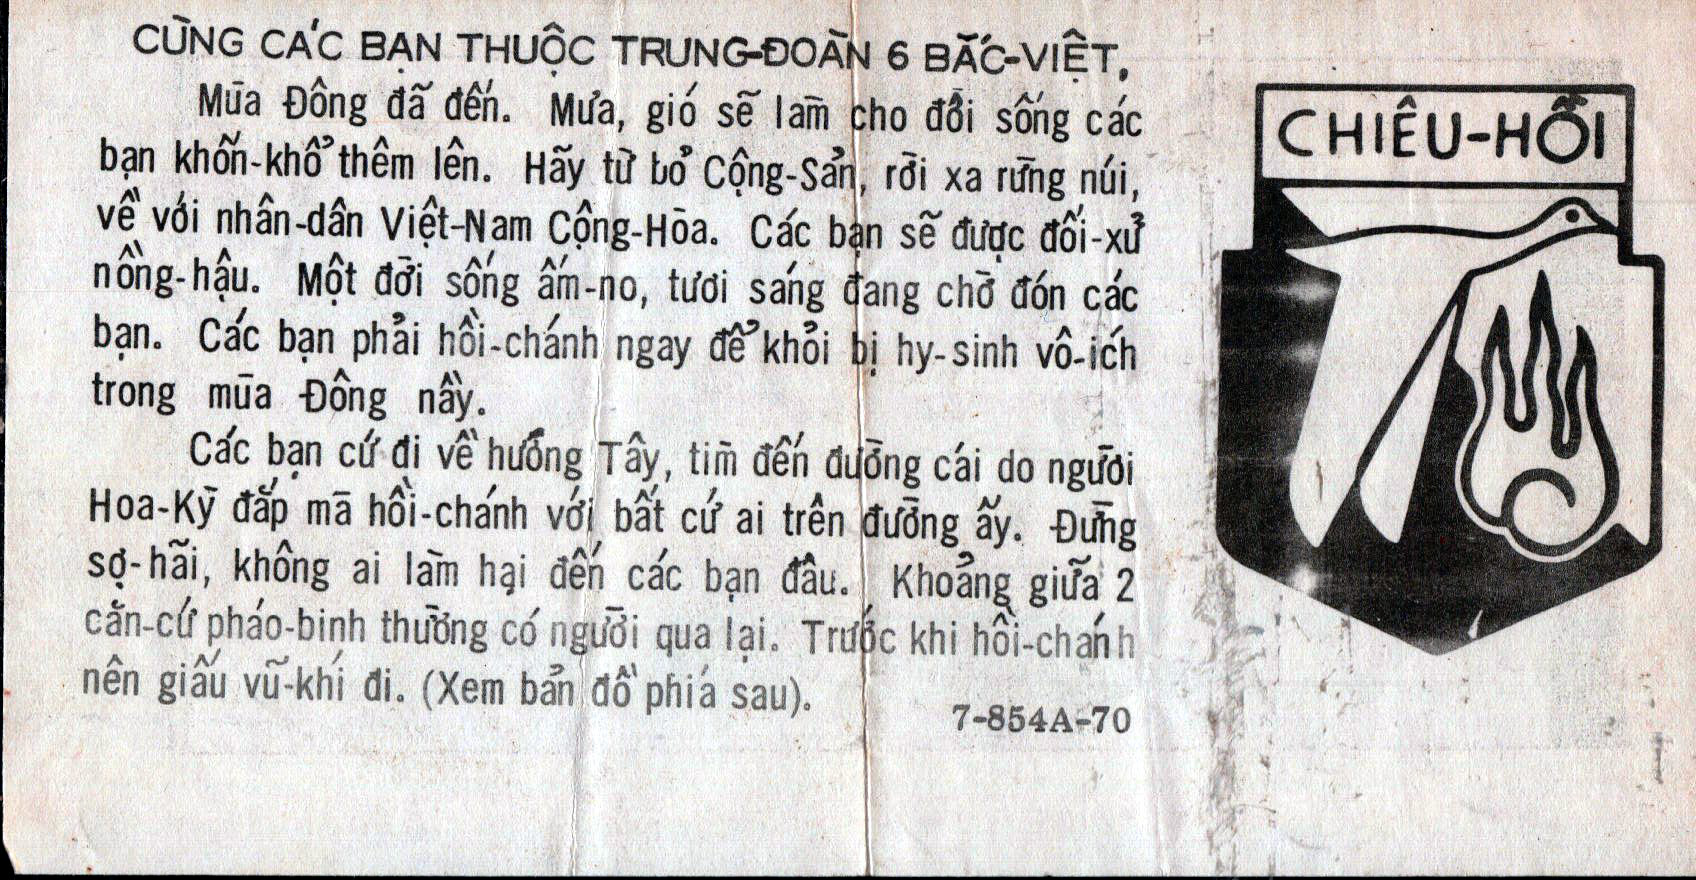 CÙNG CÁC BẠN THUỘC TRUNG-ĐOÀN 6 BẮC-VIỆT,
Mùa Đông đã đến. Mưa, gió sẽ làm cho đời sống các
bạn khốn-khổ thêm lên. Hãy từ bỏ Cộng-Sản, rời xa rừng núi,
về với nhân-dân Việt-Nam Cộng-Hòa. Các bạn sẽ được đối-xử
nồng-hậu. Một đời sống ấm-no, tươi sáng đang chờ đón các
bạn. Các bạn phải hồi-chánh ngay để khỏi bị hy-sinh vô-ích
trong mùa Đông nầy.
Các bạn cứ đi về hướng Tây, tìm đến đường cái do người
Hoa-Kỳ đắp mà hồi-chánh với bất cứ ai trên đường ấy. Đừng
sợ-hãi, không ai làm hại đến các bạn đâu. Khoảng giữa 2
căn-cứ pháo-binh thường có người qua lại. Trước khi hồi-chánh
nên giấu vũ-khí đi. (Xem bản đồ phía sau).
7-854A-70
CHIÊU-HỒI